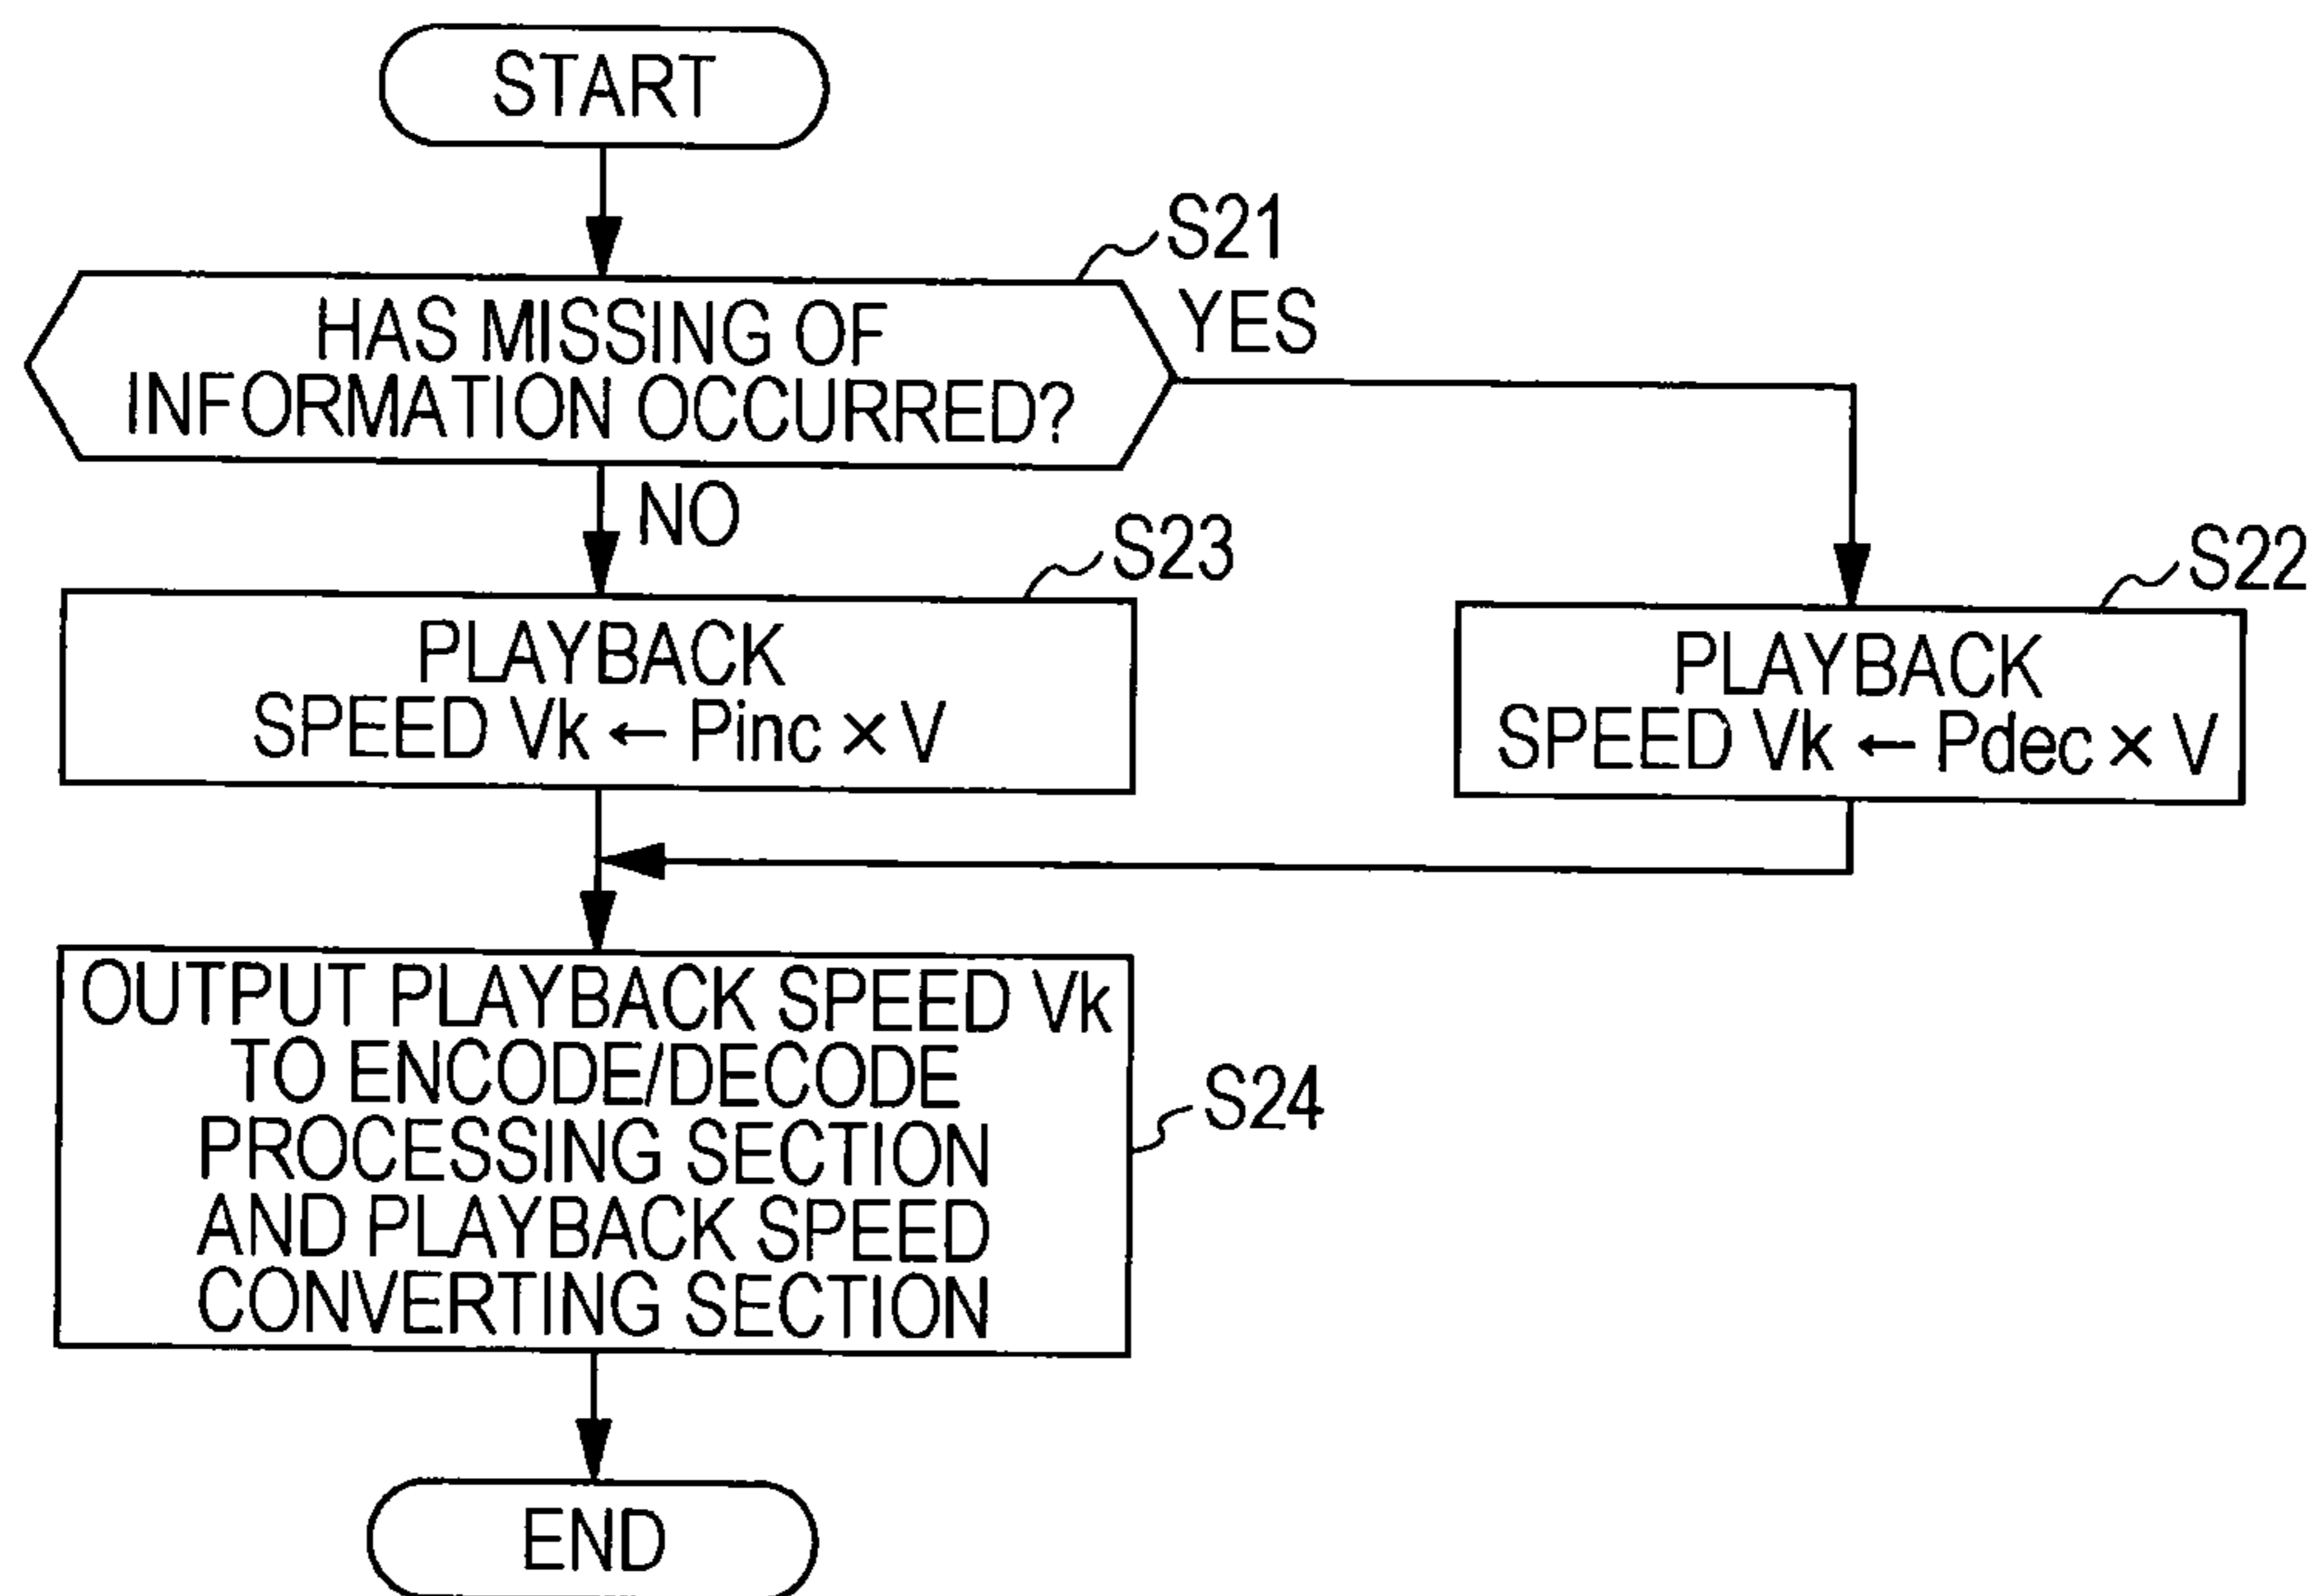 START
S21
HAS MISSING OF
INFORMATION OCCURRED?
YES
NO
S23
PLAYBACK
SPEED Vk ← Pinc × V
S22
PLAYBACK
SPEED Vk ← Pdec × V
OUTPUT PLAYBACK SPEED Vk
TO ENCODE/DECODE
PROCESSING SECTION
AND PLAYBACK SPEED
CONVERTING SECTION
S24
END